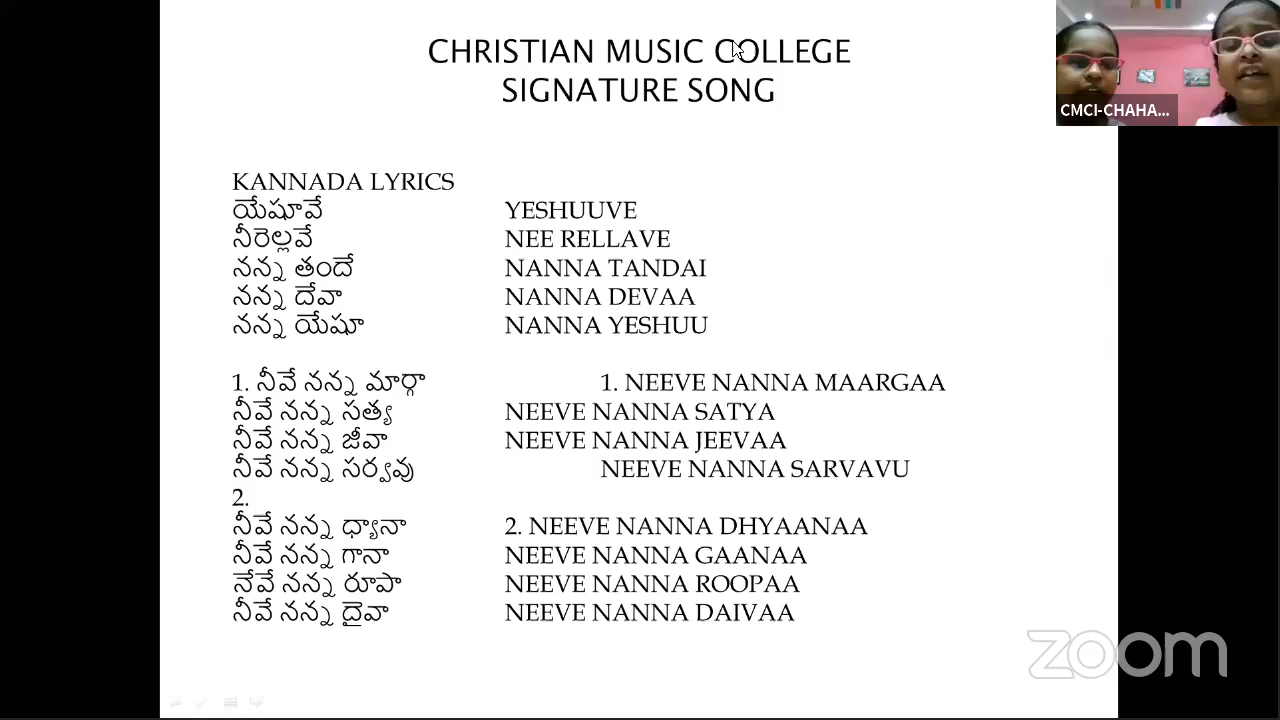 CHRISTIAN MUSIC COLLEGE
SIGNATURE SONG
CMCI-CHAHA...
KANNADA LYRICS
యేషూవే YESHUUVE
నీరెల్లవే NEE RELLAVE
నన్న తందే NANNA TANDAI
నన్న దేవా NANNA DEVAA
నన్న యేషూ NANNA YESHUU
1. నీవే నన్న మార్గా 1. NEEVE NANNA MAARGAA
నీవే నన్న సత్య NEEVE NANNA SATYA
నీవే నన్న జీవా NEEVE NANNA JEEVAA
నీవే నన్న సర్వవు NEEVE NANNA SARVAVU
2.
నీవే నన్న ధ్యానా 2. NEEVE NANNA DHYAANAA
నీవే నన్న గానా NEEVE NANNA GAANAA
నేవే నన్న రూపా NEEVE NANNA ROOPAA
నీవే నన్న దైవా NEEVE NANNA DAIVAA
zoom